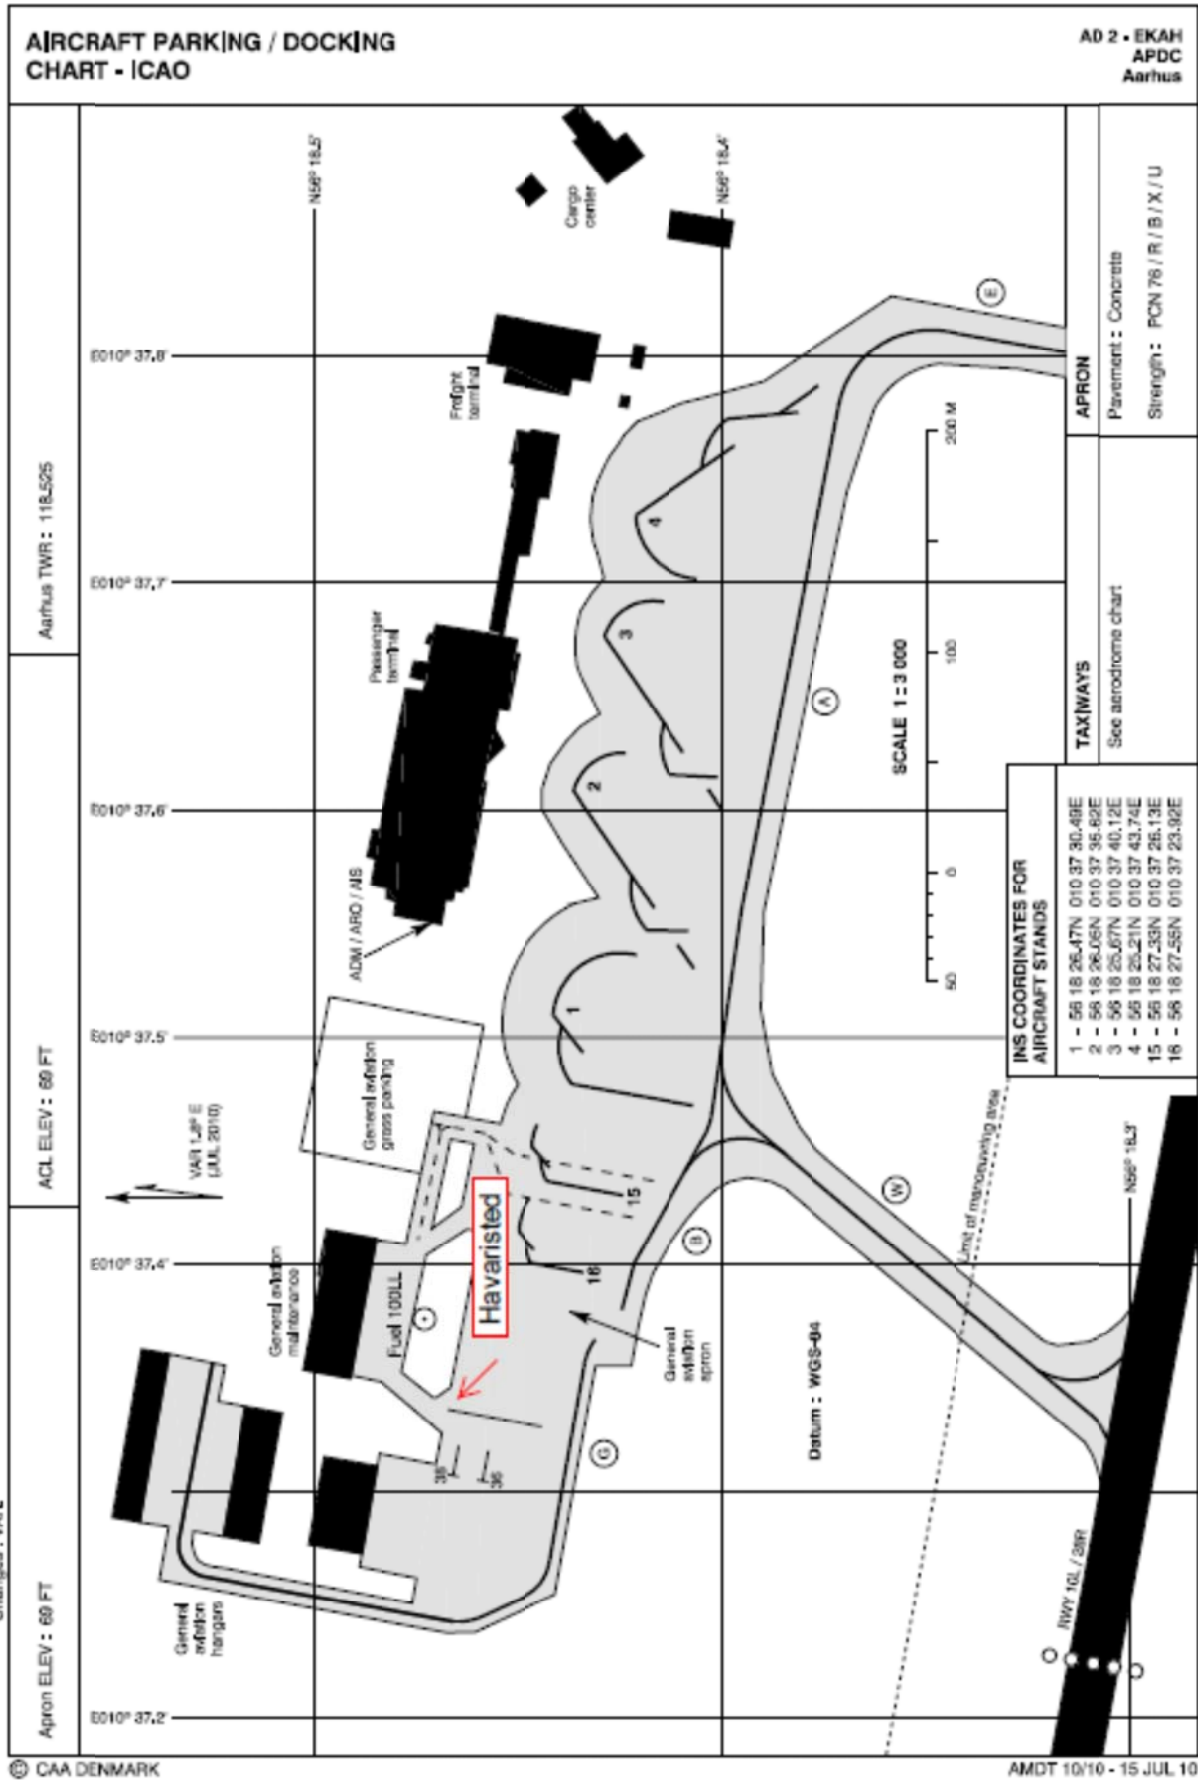 AIRCRAFT PARKING / DOCKING
CHART - ICAO
AD 2 - EKAH
APDC
Aarhus
Apron ELEV : 69 FT
ACL ELEV : 69 FT
Aarhus TWR : 118.525
E010° 37.8'
E010° 37.7'
E010° 37.6'
E010° 37.5'
E010° 37.4'
E010° 37.2'
N56° 18.5'
N56° 18.4'
N56° 18.3'
Cargo
center
Freight
terminal
Passenger
terminal
ADM / ARO / AIS
General aviation
grass parking
VAR 1.8° E
(JUL 2010)
General aviation
maintenance
Fuel 100LL
Havaristed
General
aviation
hangars
General
aviation
apron
1
2
3
4
15
16
36
A
B
E
G
W
SCALE 1 : 3 000
50
0
100
200 M
Datum : WGS-84
Limit of manoeuvring area
RWY 10L / 28R
APRON
Pavement : Concrete
Strength : PCN 76 / R / B / X / U
TAXIWAYS
See aerodrome chart
INS COORDINATES FOR
AIRCRAFT STANDS
1 - 56 18 26.47N 010 37 30.49E
2 - 56 18 26.06N 010 37 35.62E
3 - 56 18 25.67N 010 37 40.12E
4 - 56 18 25.21N 010 37 43.74E
15 - 56 18 27.33N 010 37 26.13E
16 - 56 18 27.55N 010 37 23.92E
© CAA DENMARK
AMDT 10/10 - 15 JUL 10